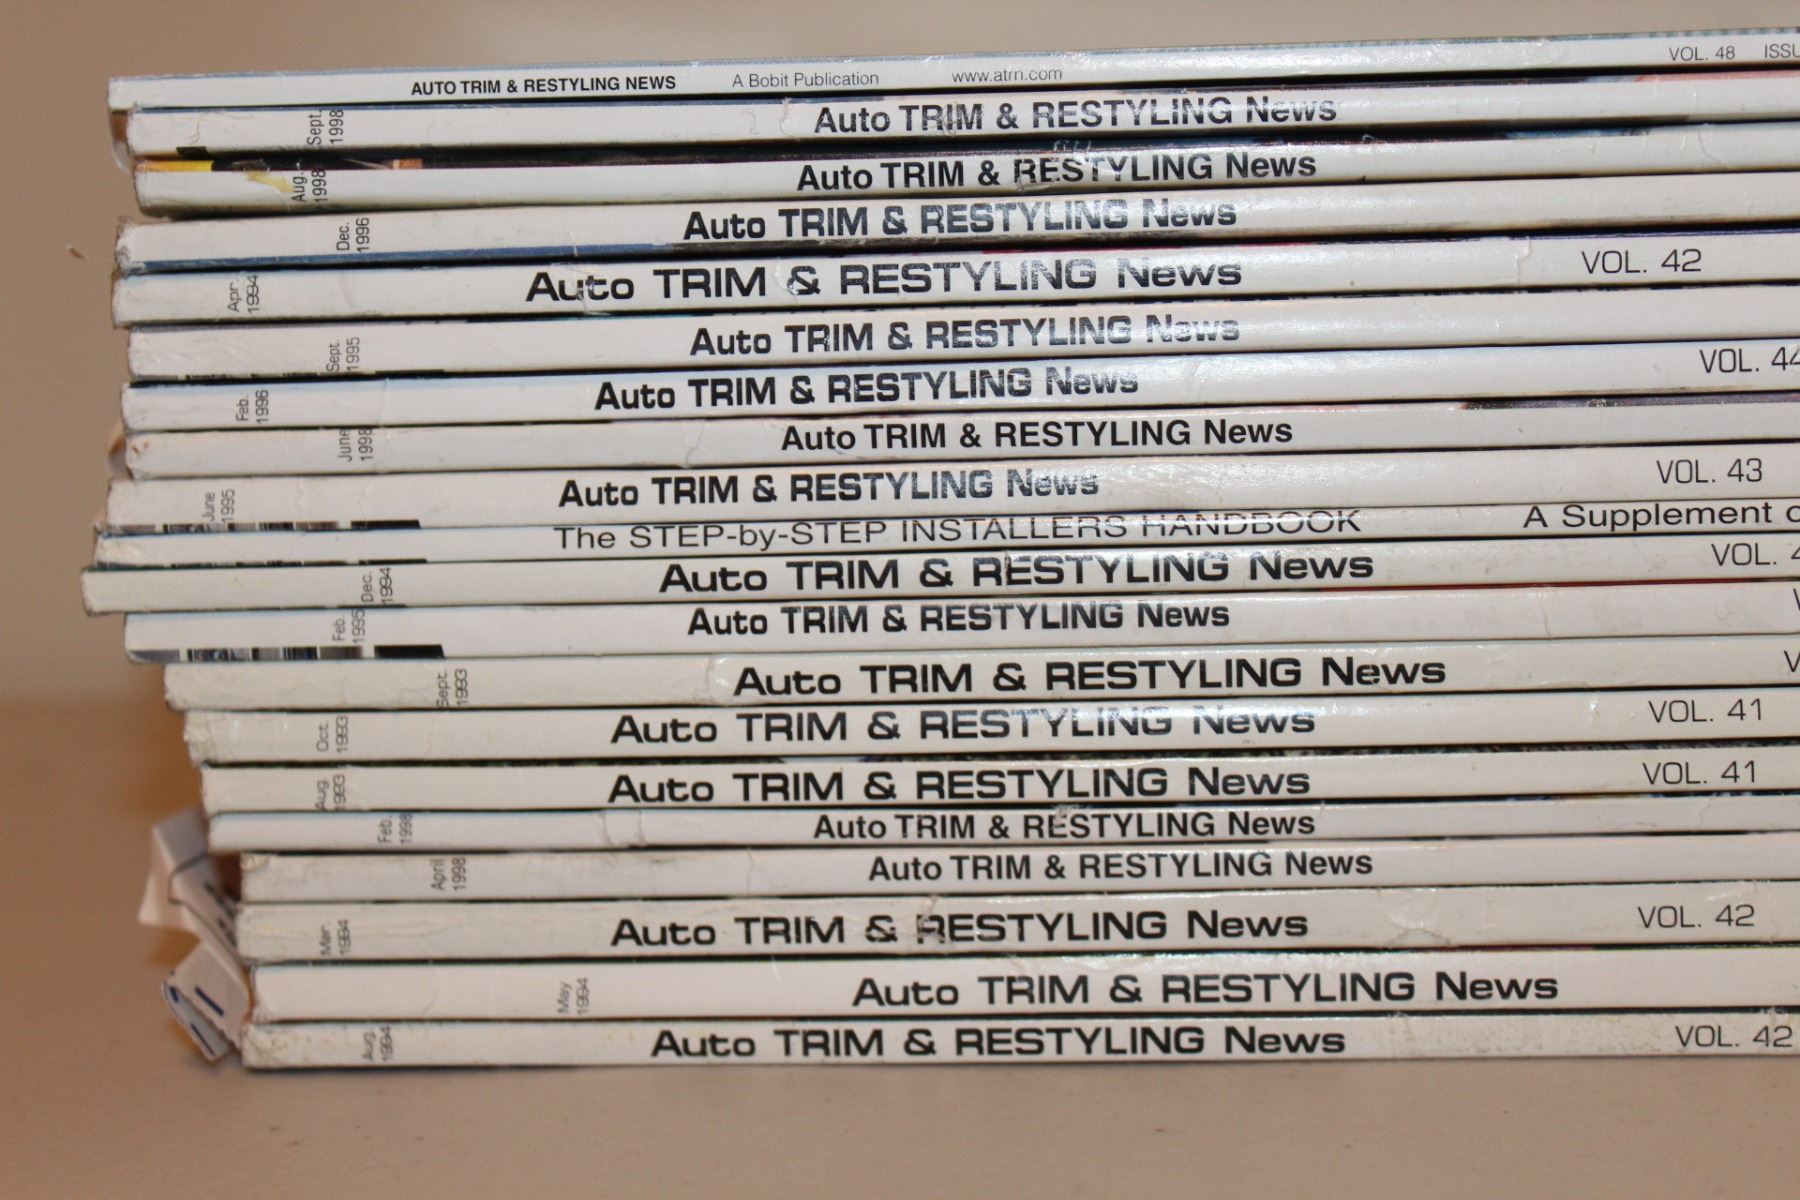 AUTO TRIM & RESTYLING NEWS A Bobit Publication www.atrn.com VOL. 48 ISSU
Sept. 1998 Auto TRIM & RESTYLING News
Aug. 1998 Auto TRIM & RESTYLING News
Dec. 1996 Auto TRIM & RESTYLING News
Apr. 1994 Auto TRIM & RESTYLING News VOL. 42
Sept. 1995 Auto TRIM & RESTYLING News
Feb. 1996 Auto TRIM & RESTYLING News VOL. 44
June 1998 Auto TRIM & RESTYLING News
June 1995 Auto TRIM & RESTYLING News VOL. 43
The STEP-by-STEP INSTALLERS HANDBOOK A Supplement o
Dec. 1994 Auto TRIM & RESTYLING News VOL. 4
Feb. 1995 Auto TRIM & RESTYLING News V
Sept. 1993 Auto TRIM & RESTYLING News V
Oct. 1993 Auto TRIM & RESTYLING News VOL. 41
Aug. 1993 Auto TRIM & RESTYLING News VOL. 41
Feb. 1998 Auto TRIM & RESTYLING News
April 1998 Auto TRIM & RESTYLING News
Mar. 1994 Auto TRIM & RESTYLING News VOL. 42
May 1994 Auto TRIM & RESTYLING News
Aug. 1994 Auto TRIM & RESTYLING News VOL. 42